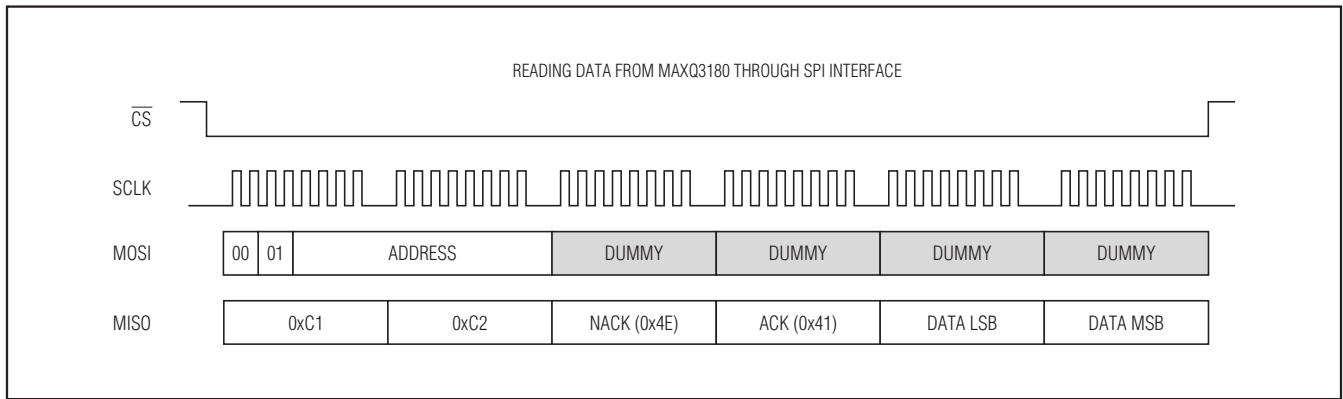 READING DATA FROM MAXQ3180 THROUGH SPI INTERFACE
CS
SCLK
MOSI 00 01 ADDRESS DUMMY DUMMY DUMMY DUMMY
MISO 0xC1 0xC2 NACK (0x4E) ACK (0x41) DATA LSB DATA MSB